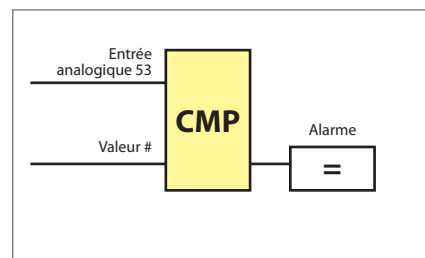 Entrée
analogique 53
CMP
Valeur #
Alarme
=